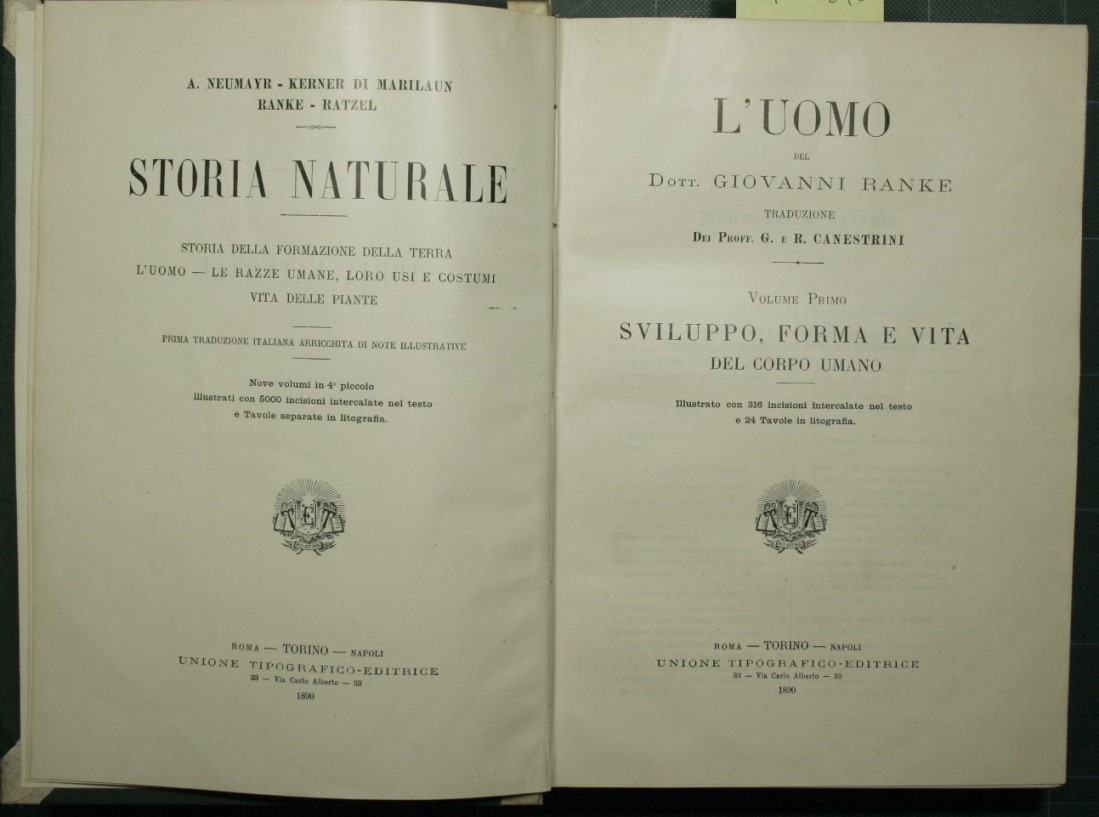 A. NEUMAYR - KERNER DI MARILAUN
RANKE - RATZEL
STORIA NATURALE
STORIA DELLA FORMAZIONE DELLA TERRA
L'UOMO — LE RAZZE UMANE, LORO USI E COSTUMI
VITA DELLE PIANTE
PRIMA TRADUZIONE ITALIANA ARRICCHITA DI NOTE ILLUSTRATIVE
Nove volumi in 4° piccolo
illustrati con 5000 incisioni intercalate nel testo
e Tavole separate in litografia.
ROMA — TORINO — NAPOLI
UNIONE TIPOGRAFICO-EDITRICE
33 — Via Carlo Alberto — 33
1890
L'UOMO
DEL
DOTT. GIOVANNI RANKE
TRADUZIONE
DEI PROFF. G. E R. CANESTRINI
VOLUME PRIMO
SVILUPPO, FORMA E VITA
DEL CORPO UMANO
Illustrato con 316 incisioni intercalate nel testo
e 24 Tavole in litografia.
ROMA — TORINO — NAPOLI
UNIONE TIPOGRAFICO-EDITRICE
33 — Via Carlo Alberto — 33
1890